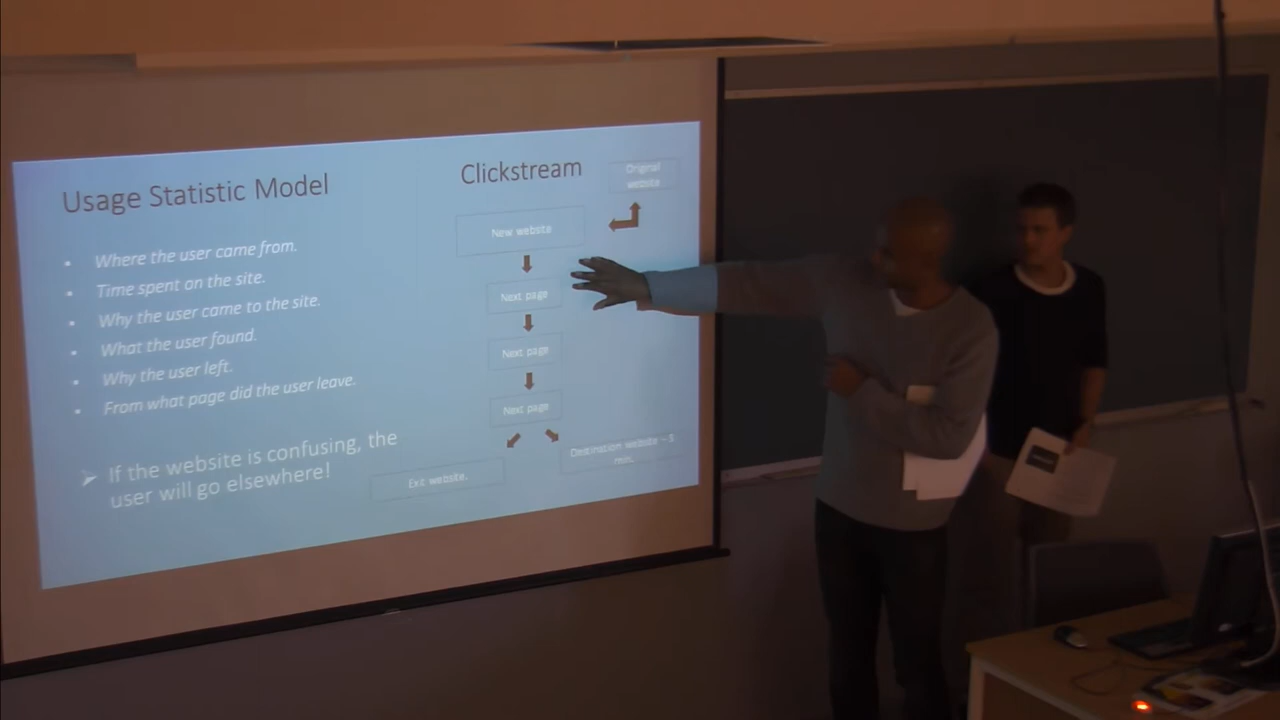 Usage Statistic Model
Where the user came from.
Time spent on the site.
Why the user came to the site.
What the user found.
Why the user left.
From what page did the user leave.
If the website is confusing, the
user will go elsewhere!
Clickstream
Original
website
New website
Next page
Next page
Next page
Exit website.
Destination website – 3
min.